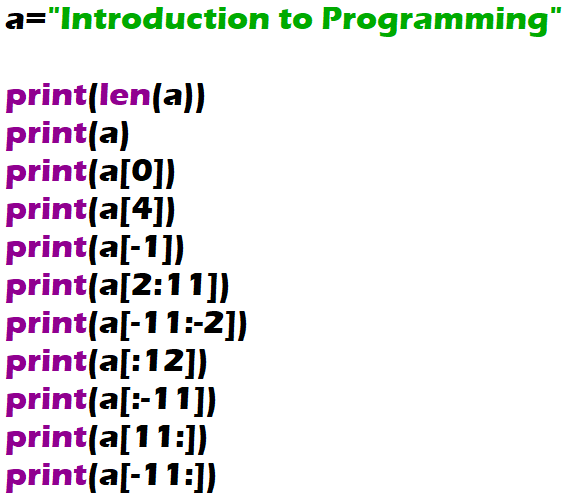 a="Introduction to Programming"
print(len(a))
print(a)
print(a[0])
print(a[4])
print(a[-1])
print(a[2:11])
print(a[-11:-2])
print(a[:12])
print(a[:-11])
print(a[11:])
print(a[-11:])